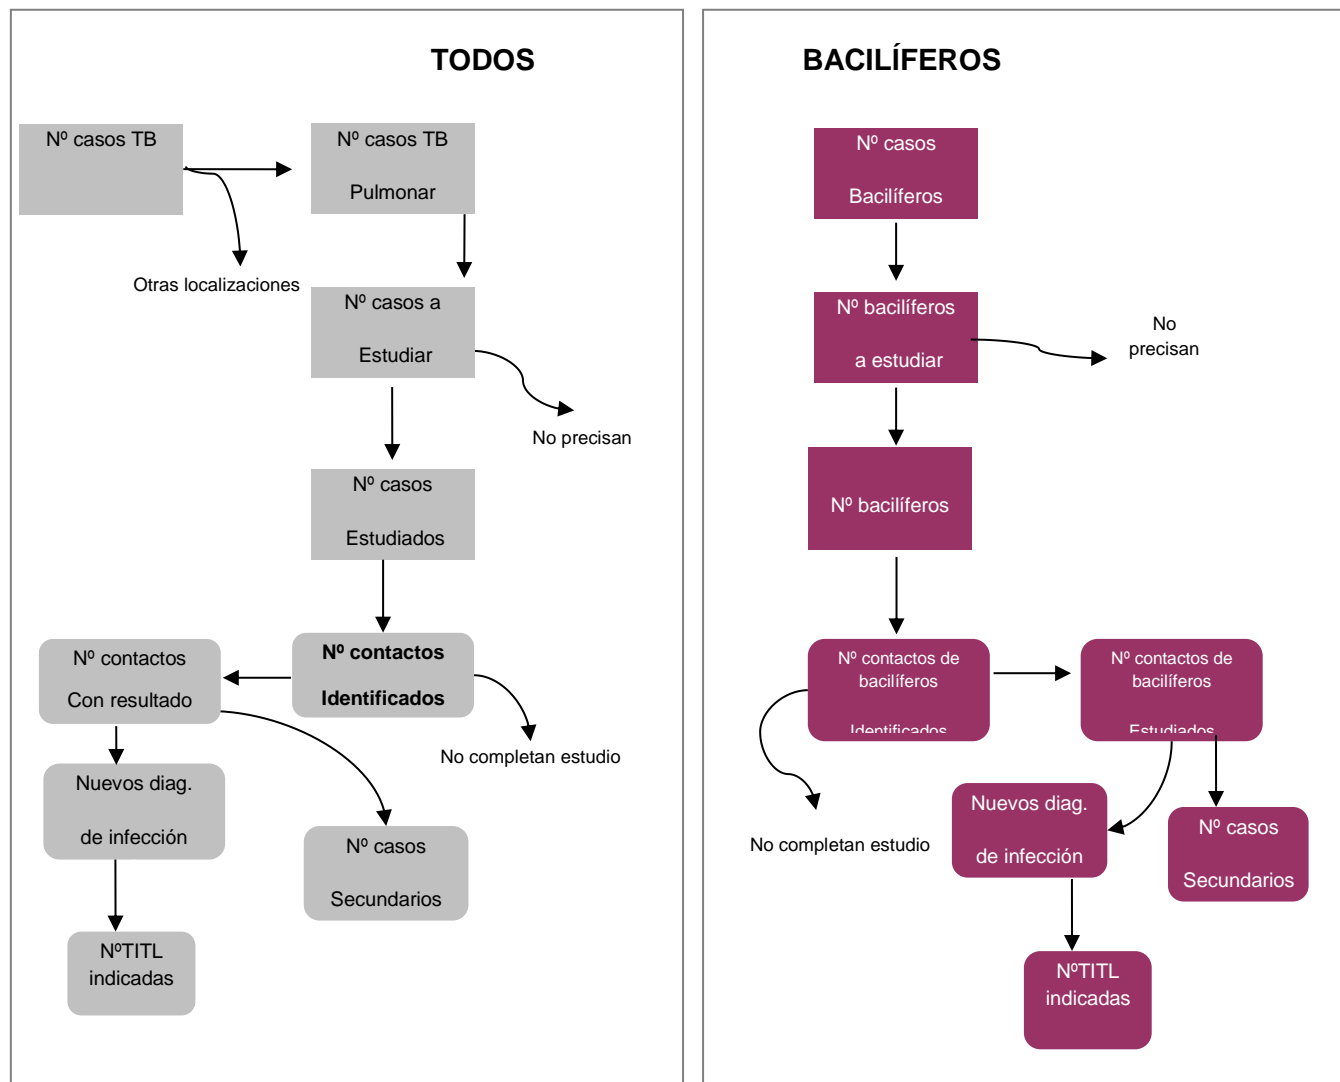 TODOS
Nº casos TB
Nº casos TB
Pulmonar
Otras localizaciones
Nº casos a
Estudiar
No precisan
Nº casos
Estudiados
Nº contactos
Identificados
Nº contactos
Con resultado
No completan estudio
Nuevos diag.
de infección
Nº casos
Secundarios
NºTITL
indicadas
BACILÍFEROS
Nº casos
Bacilíferos
Nº bacilíferos
a estudiar
No
precisan
Nº bacilíferos
Nº contactos de
bacilíferos
Identificados
Nº contactos de
bacilíferos
Estudiados
No completan estudio
Nuevos diag.
de infección
Nº casos
Secundarios
NºTITL
indicadas